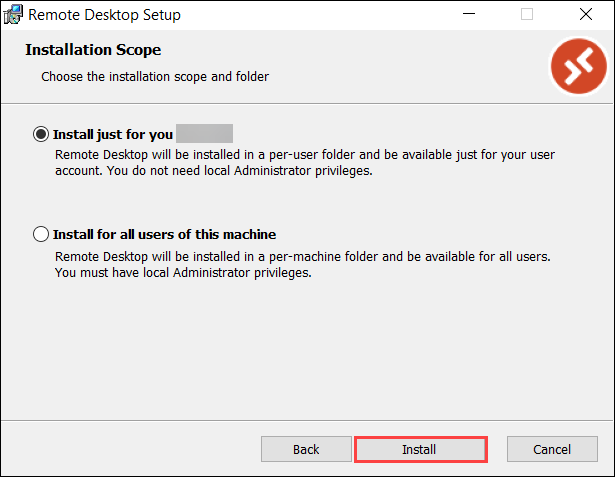 Remote Desktop Setup
Installation Scope
Choose the installation scope and folder
Install just for you
Remote Desktop will be installed in a per-user folder and be available just for your user
account. You do not need local Administrator privileges.
Install for all users of this machine
Remote Desktop will be installed in a per-machine folder and be available for all users.
You must have local Administrator privileges.
Back
Install
Cancel